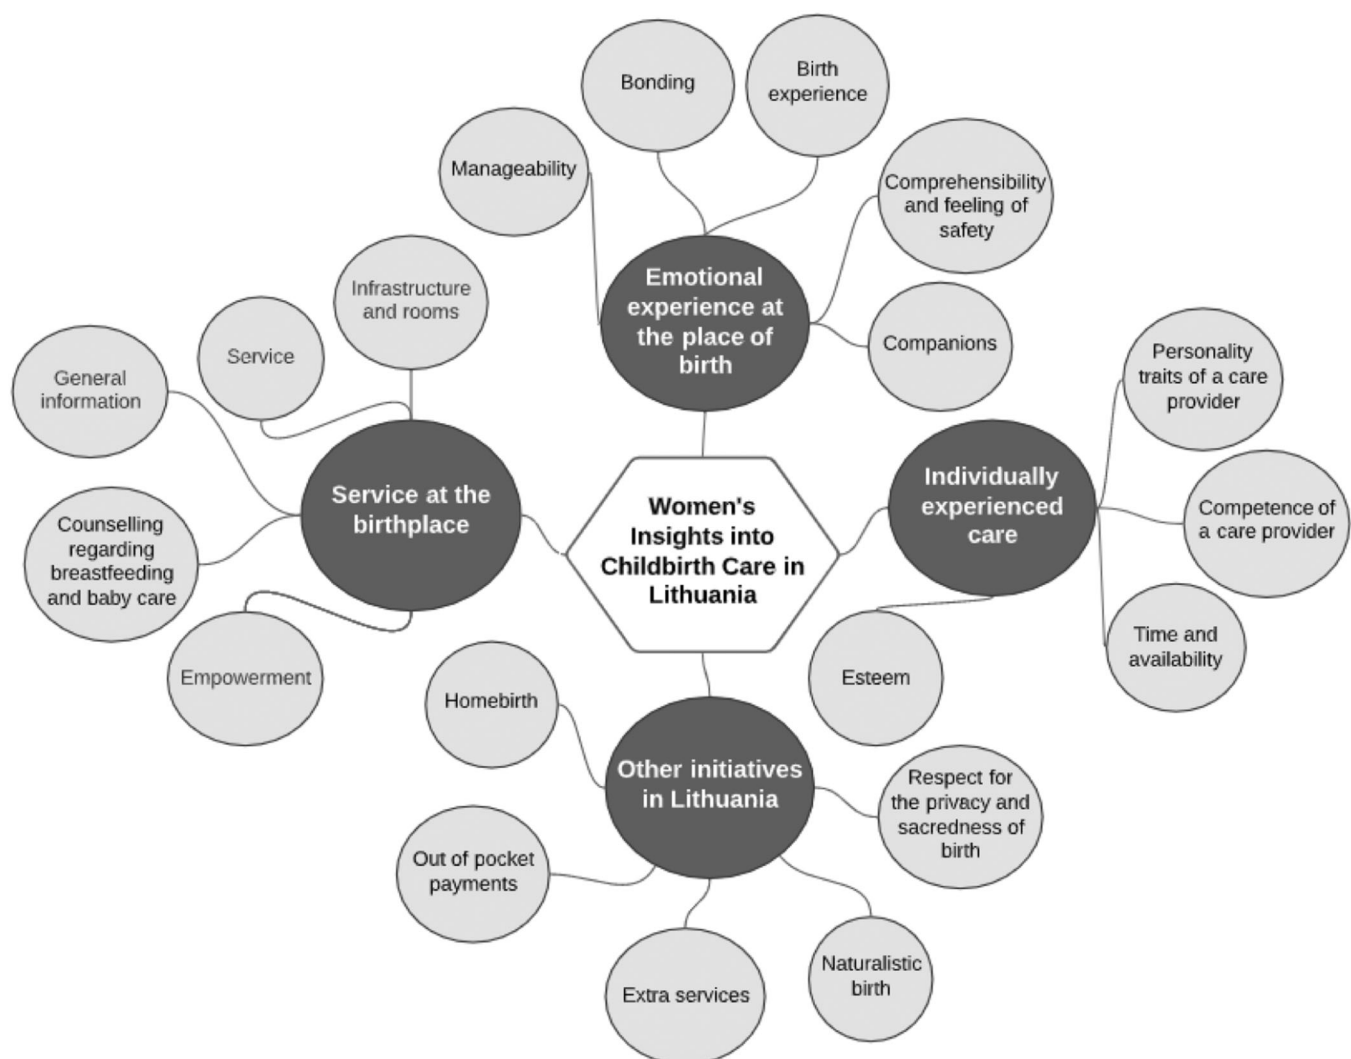 Bonding
Birth
experience
Manageability
Comprehensibility
and feeling of
safety
Companions
Emotional
experience at
the place of
birth
Infrastructure
and rooms
Service
General
information
Counselling
regarding
breastfeeding
and baby care
Empowerment
Service at the
birthplace
Women's
Insights into
Childbirth Care in
Lithuania
Individually
experienced
care
Personality
traits of a care
provider
Competence of
a care provider
Time and
availability
Esteem
Homebirth
Other initiatives
in Lithuania
Respect for
the privacy and
sacredness of
birth
Out of pocket
payments
Extra services
Naturalistic
birth